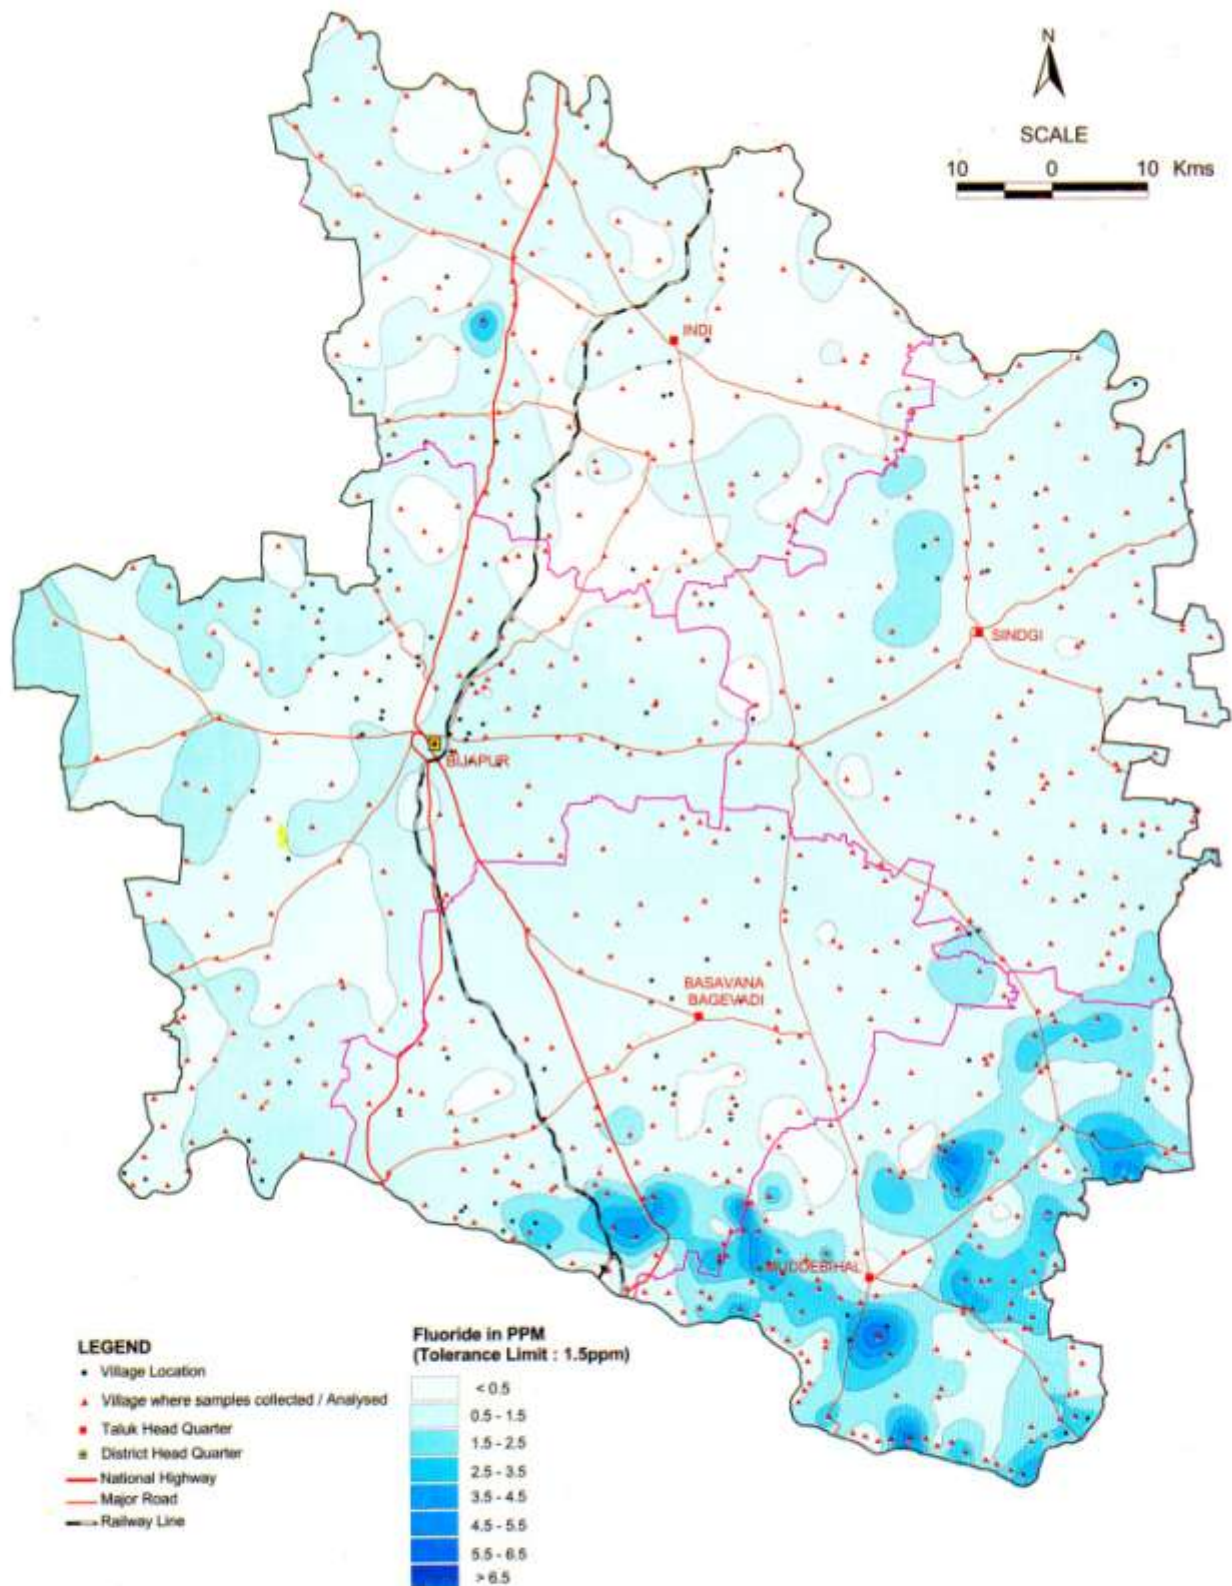 N
SCALE
10 0 10 Kms
INDI
SINDGI
BIJAPUR
BASAVANA
BAGEVADI
MUDDEBIHAL
LEGEND
Village Location
Village where samples collected / Analysed
Taluk Head Quarter
District Head Quarter
National Highway
Major Road
Railway Line
Fluoride in PPM
(Tolerance Limit : 1.5ppm)
< 0.5
0.5 - 1.5
1.5 - 2.5
2.5 - 3.5
3.5 - 4.5
4.5 - 5.5
5.5 - 6.5
> 6.5